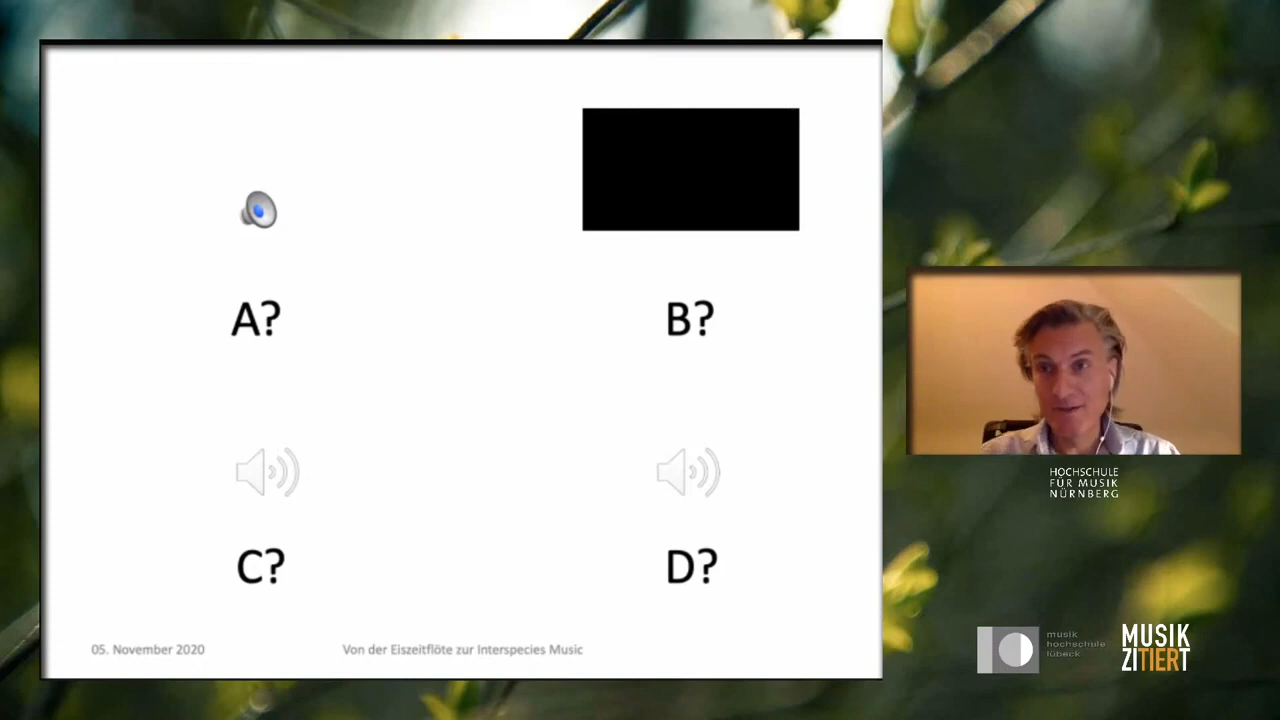 A?
B?
C?
D?
05. November 2020
Von der Eiszeitflöte zur Interspecies Music
HOCHSCHULE
FÜR MUSIK
NÜRNBERG
musik
hochschule
lübeck
MUSIK
ZITIERT